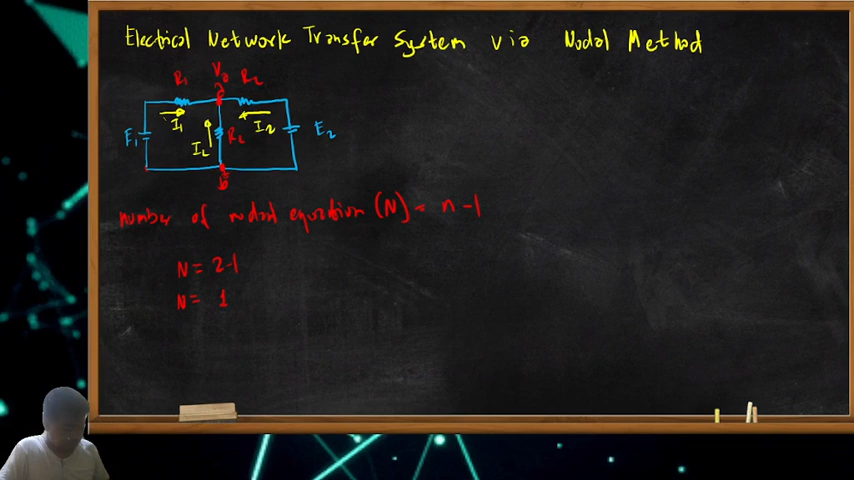 Electrical Network Transfer System via Nodal Method
R1 Va R2
a
E1 I1 I2 E2
IL RL
b
number of nodal equation (N) = n-1
N = 2-1
N = 1